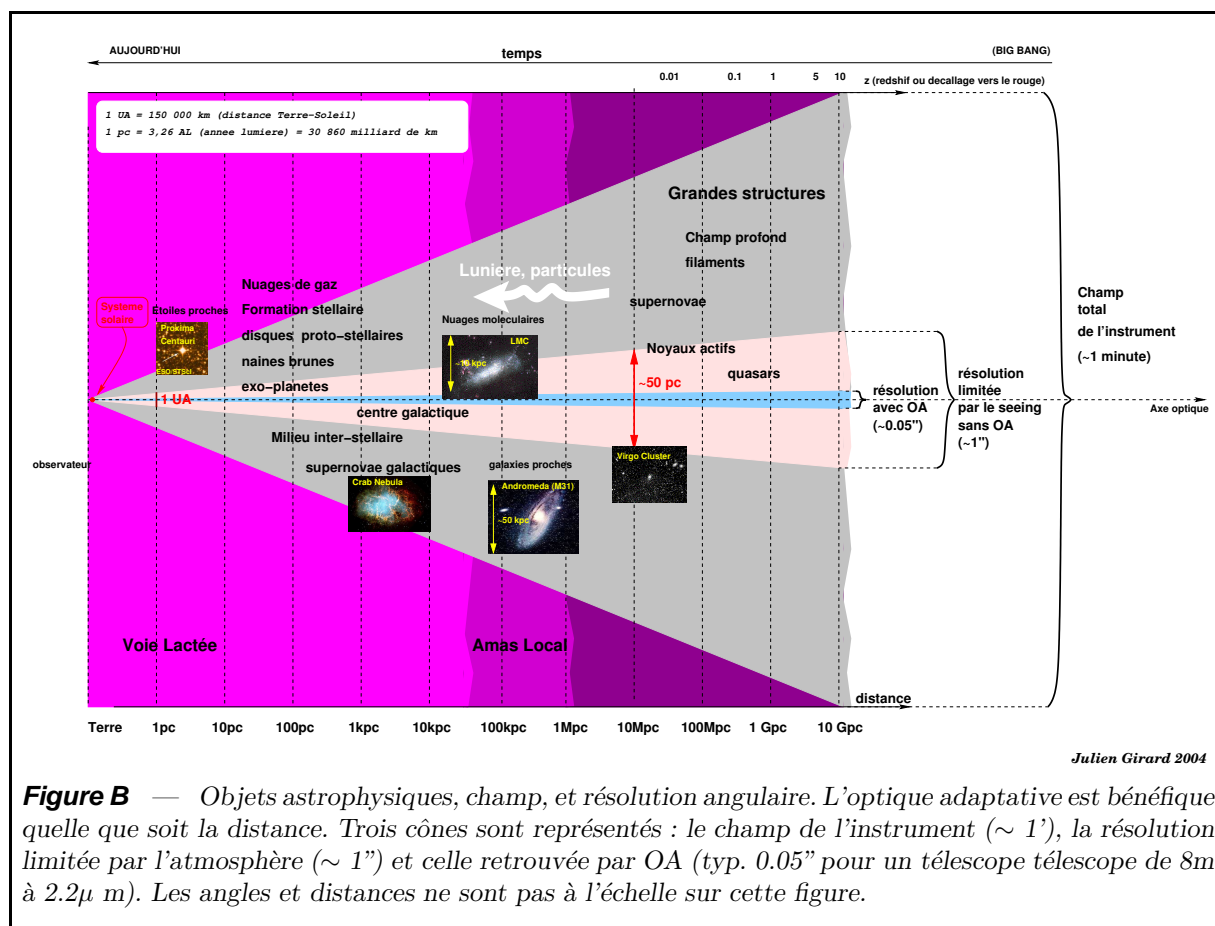 AUJOURD'HUI
temps
(BIG BANG)
0.01 0.1 1 5 10 z (redshif ou decallage vers le rouge)
1 UA = 150 000 km (distance Terre-Soleil)
1 pc = 3,26 AL (annee lumiere) = 30 860 milliard de km
Grandes structures
Champ profond
filaments
Luniere, particules
supernovae
Nuages de gaz
Formation stellaire
disques proto-stellaires
naines brunes
exo-planetes
Systeme
solaire
Etoiles proches
Proxima
Centauri
ESO/STScI
Nuages moleculaires
LMC
~10 kpc
Noyaux actifs
quasars
~50 pc
1 UA
centre galactique
Milieu inter-stellaire
supernovae galactiques
Crab Nebula
galaxies proches
Andromeda (M31)
~50 kpc
Virgo Cluster
observateur
résolution
avec OA
(~0.05")
résolution
limitée
par le seeing
sans OA
(~1")
Champ
total
de l'instrument
(~1 minute)
Axe optique
Voie Lactée
Amas Local
distance
Terre 1pc 10pc 100pc 1kpc 10kpc 100kpc 1Mpc 10Mpc 100Mpc 1 Gpc 10 Gpc
Julien Girard 2004
Figure B — Objets astrophysiques, champ, et résolution angulaire. L'optique adaptative est bénéfique
quelle que soit la distance. Trois cônes sont représentés : le champ de l'instrument (∼ 1'), la résolution
limitée par l'atmosphère (∼ 1") et celle retrouvée par OA (typ. 0.05" pour un télescope télescope de 8m
à 2.2µ m). Les angles et distances ne sont pas à l'échelle sur cette figure.